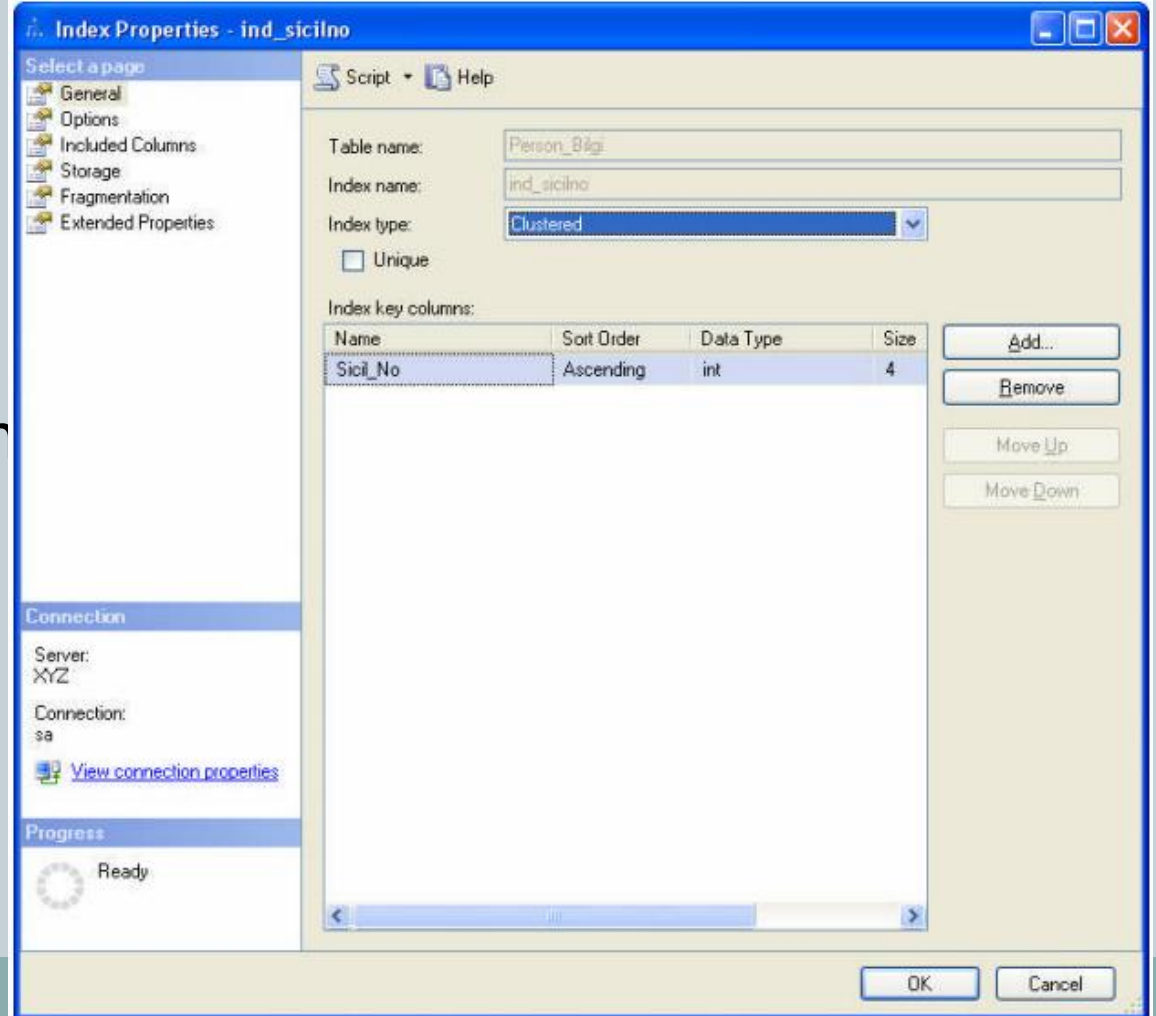 Index Properties - ind_sicilno
Select a page
General
Options
Included Columns
Storage
Fragmentation
Extended Properties
Script Help
Table name: Person_Bilgi
Index name: ind_sicilno
Index type: Clustered
Unique
Index key columns:
Name Sort Order Data Type Size
Sicil_No Ascending int 4
Add...
Remove
Move Up
Move Down
Connection
Server:
XYZ
Connection:
sa
View connection properties
Progress
Ready
OK Cancel